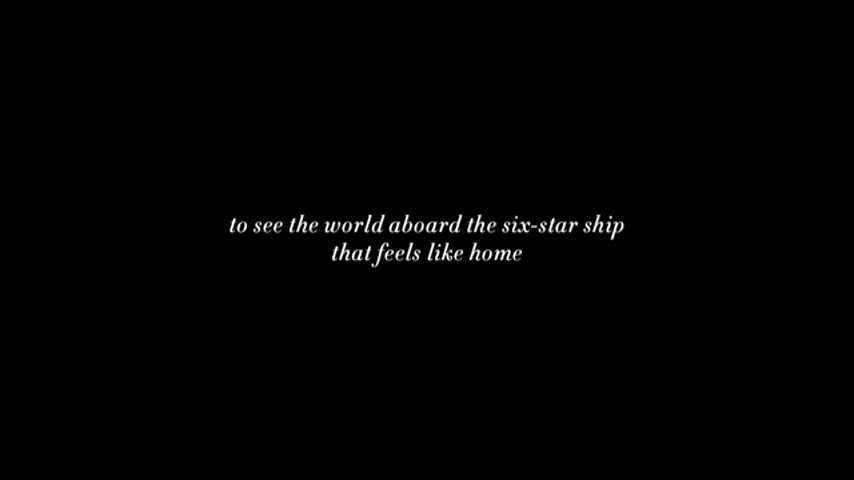 to see the world aboard the six-star ship
that feels like home